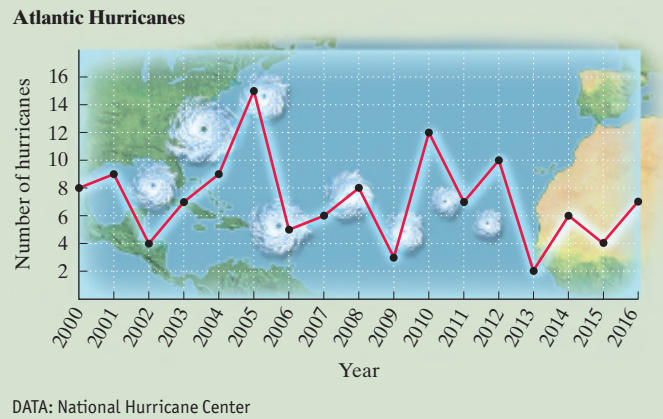 Atlantic Hurricanes
Number of hurricanes
16
14
12
10
8
6
4
2
2000 2001 2002 2003 2004 2005 2006 2007 2008 2009 2010 2011 2012 2013 2014 2015 2016
Year
DATA: National Hurricane Center